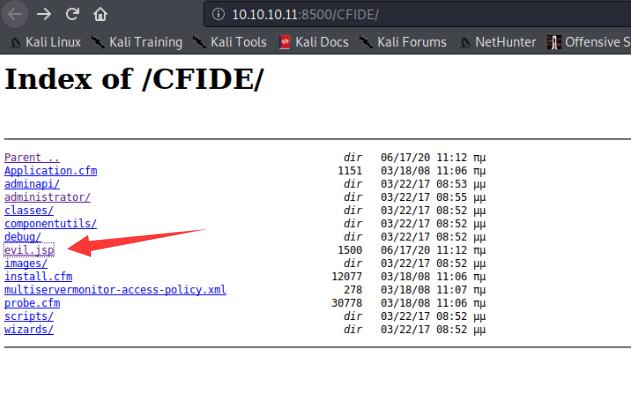 10.10.10.11:8500/CFIDE/
Kali Linux Kali Training Kali Tools Kali Docs Kali Forums NetHunter Offensive S
Index of /CFIDE/
Parent .. dir 06/17/20 11:12 πμ
Application.cfm 1151 03/18/08 11:06 πμ
adminapi/ dir 03/22/17 08:53 μμ
administrator/ dir 03/22/17 08:55 μμ
classes/ dir 03/22/17 08:52 μμ
componentutils/ dir 03/22/17 08:52 μμ
debug/ dir 03/22/17 08:52 μμ
evil.jsp 1500 06/17/20 11:12 πμ
images/ dir 03/22/17 08:52 μμ
install.cfm 12077 03/18/08 11:06 πμ
multiservermonitor-access-policy.xml 278 03/18/08 11:07 πμ
probe.cfm 30778 03/18/08 11:06 πμ
scripts/ dir 03/22/17 08:52 μμ
wizards/ dir 03/22/17 08:52 μμ